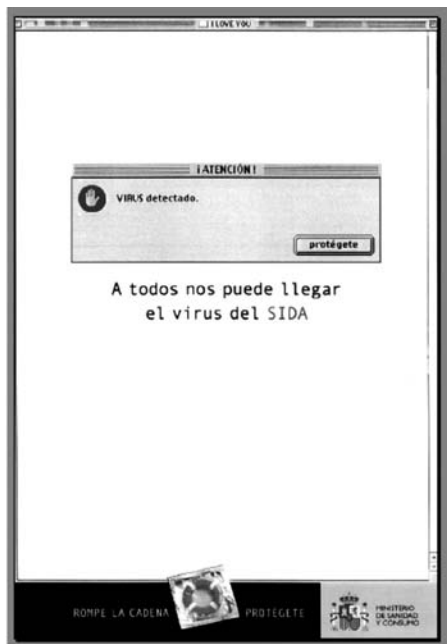 I LOVE YOU
¡ATENCIÓN!
VIRUS detectado.
protégete
A todos nos puede llegar
el virus del SIDA
ROMPE LA CADENA PROTÉGETE
MINISTERIO
DE SANIDAD
Y CONSUMO